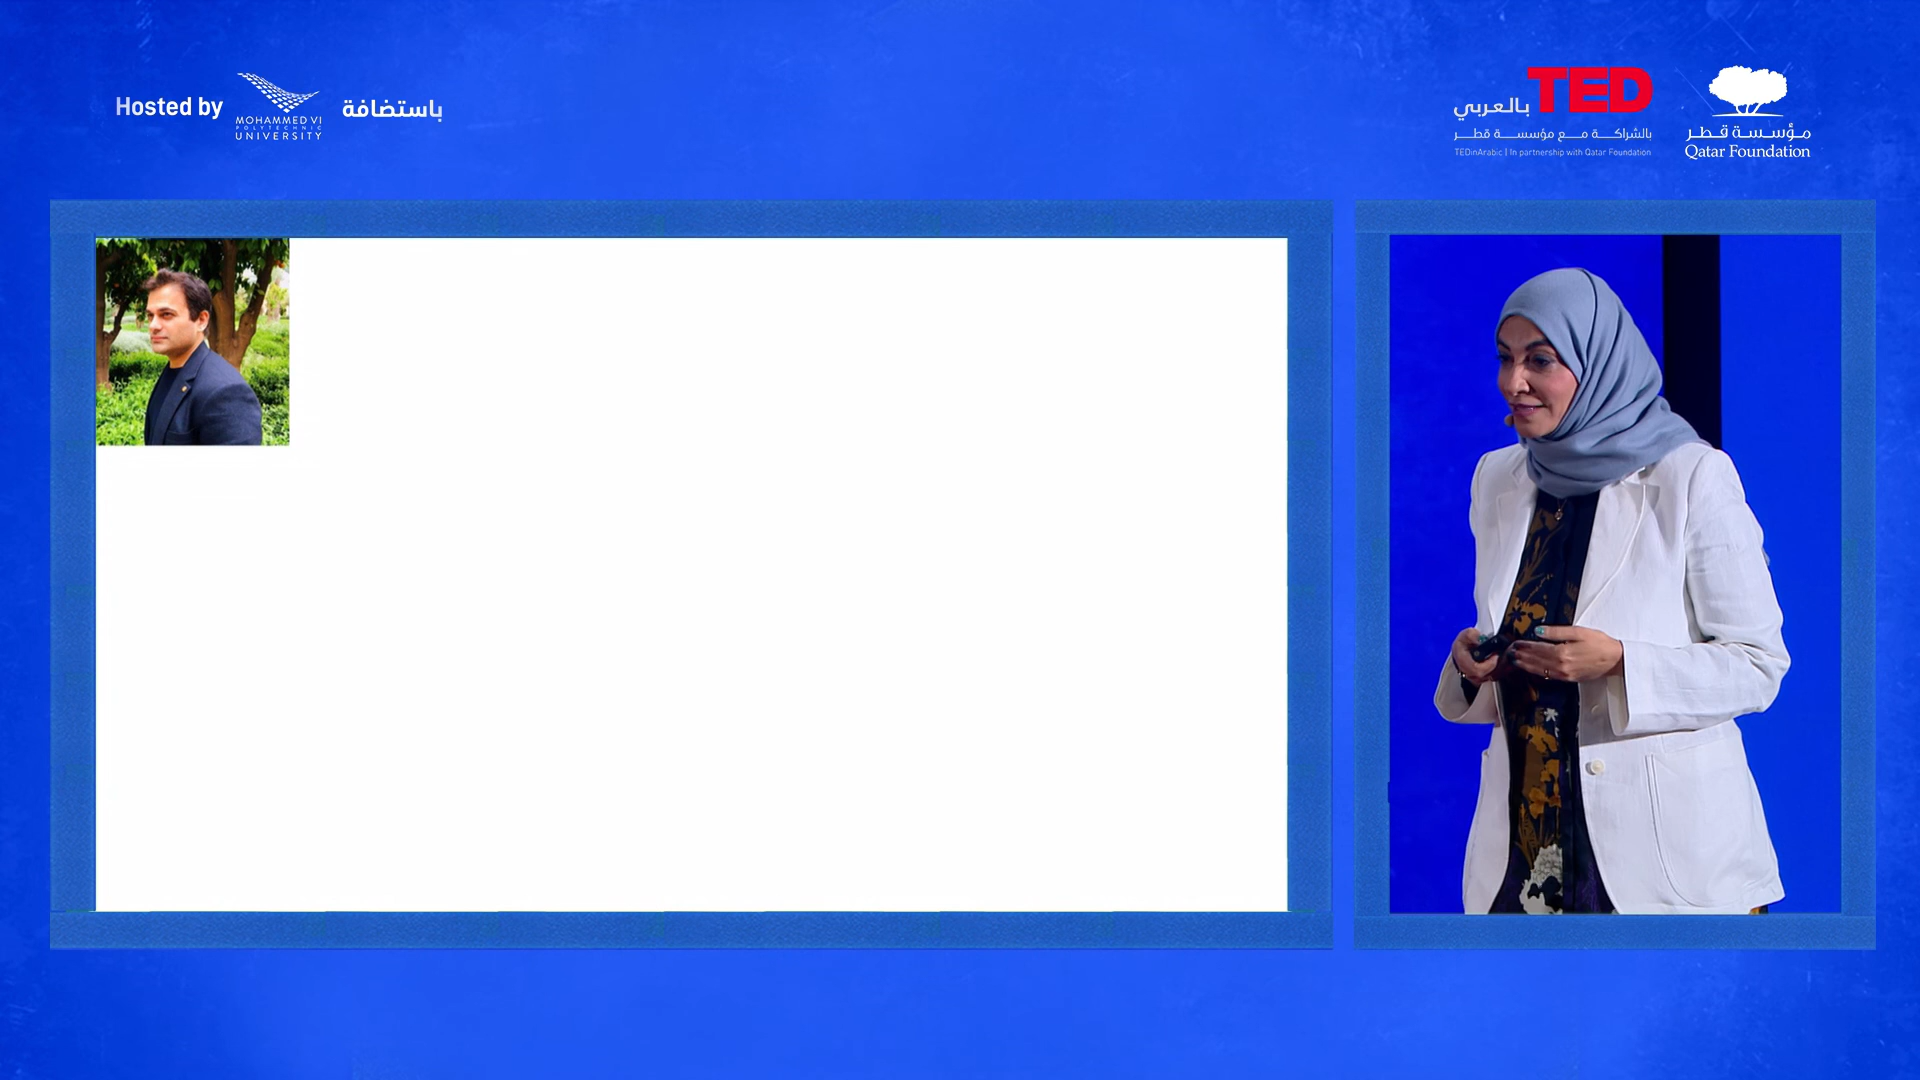 Hosted by
MOHAMMED VI
POLYTECHNIC
UNIVERSITY
باستضافة
TED بالعربي
بالشراكة مع مؤسسة قطر
TEDinArabic | In partnership with Qatar Foundation
مؤسسة قطر
Qatar Foundation